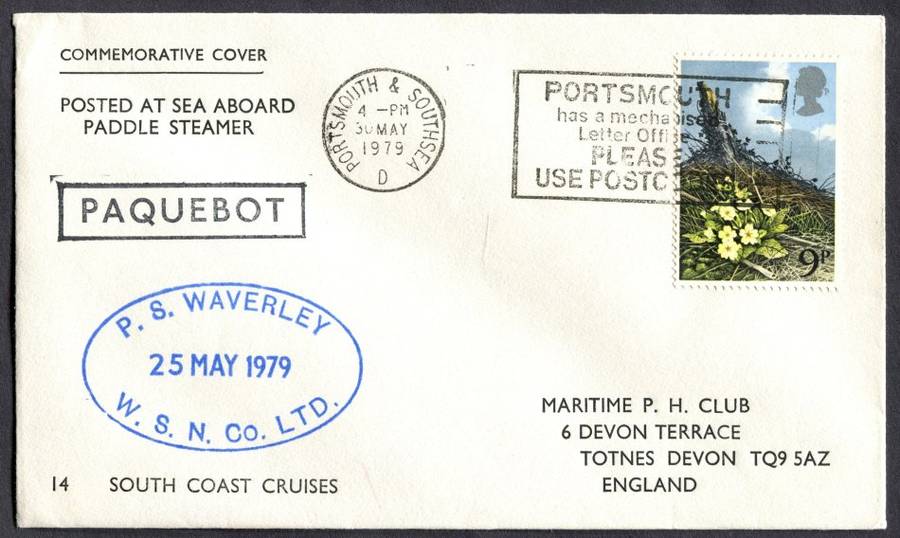 COMMEMORATIVE COVER
POSTED AT SEA ABOARD
PADDLE STEAMER
PAQUEBOT
PORTSMOUTH & SOUTHSEA
4 - PM
30 MAY
1979
D
PORTSMOUTH
has a mechanised
Letter Offi
PLEAS
USE POSTC
9P
P. S. WAVERLEY
25 MAY 1979
W. S. N. Co. LTD.
MARITIME P. H. CLUB
6 DEVON TERRACE
TOTNES DEVON TQ9 5AZ
ENGLAND
14 SOUTH COAST CRUISES